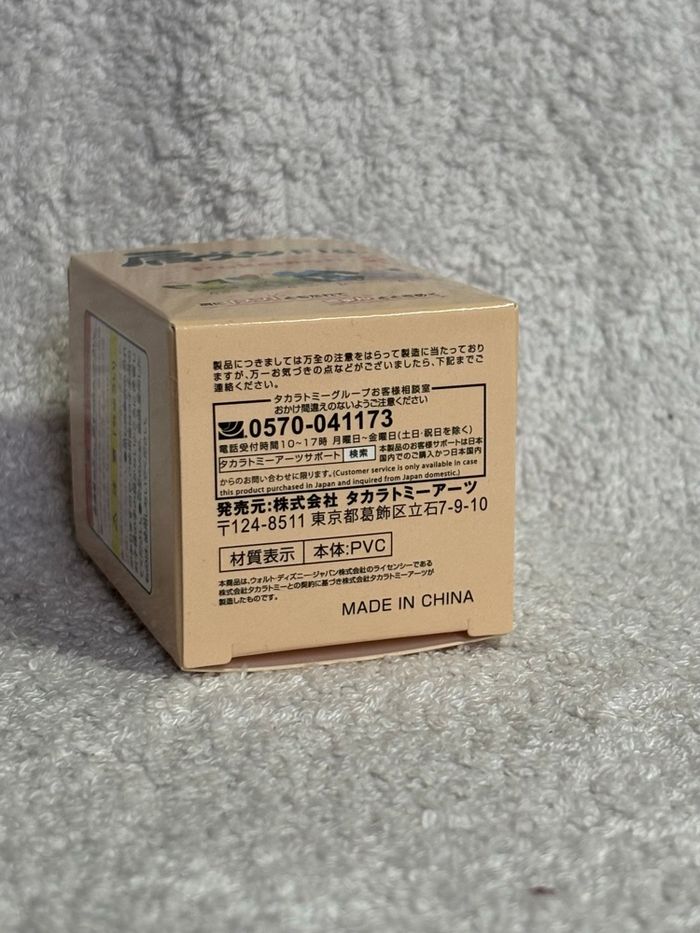 製品につきましては万全の注意をはらって製造に当たっており
ますが、万一お気づきの点などがございましたら、下記までご
連絡ください。
タカラトミーグループお客様相談室
おかけ間違えのないようご注意ください
0570-041173
電話受付時間10~17時 月曜日~金曜日(土日・祝日を除く)
タカラトミーアーツサポート 検索 本製品のお客様サポートは日本
国内でのご購入かつ日本国内
からのお問い合わせに限ります。(Customer service is only available in case
this product purchased in Japan and inquired from Japan domestic.)
発売元:株式会社 タカラトミーアーツ
〒124-8511 東京都葛飾区立石7-9-10
材質表示 本体:PVC
本商品は、ウォルト・ディズニー・ジャパン株式会社のライセンシーである
株式会社タカラトミーとの契約に基づき株式会社タカラトミーアーツが
製造したものです。
MADE IN CHINA